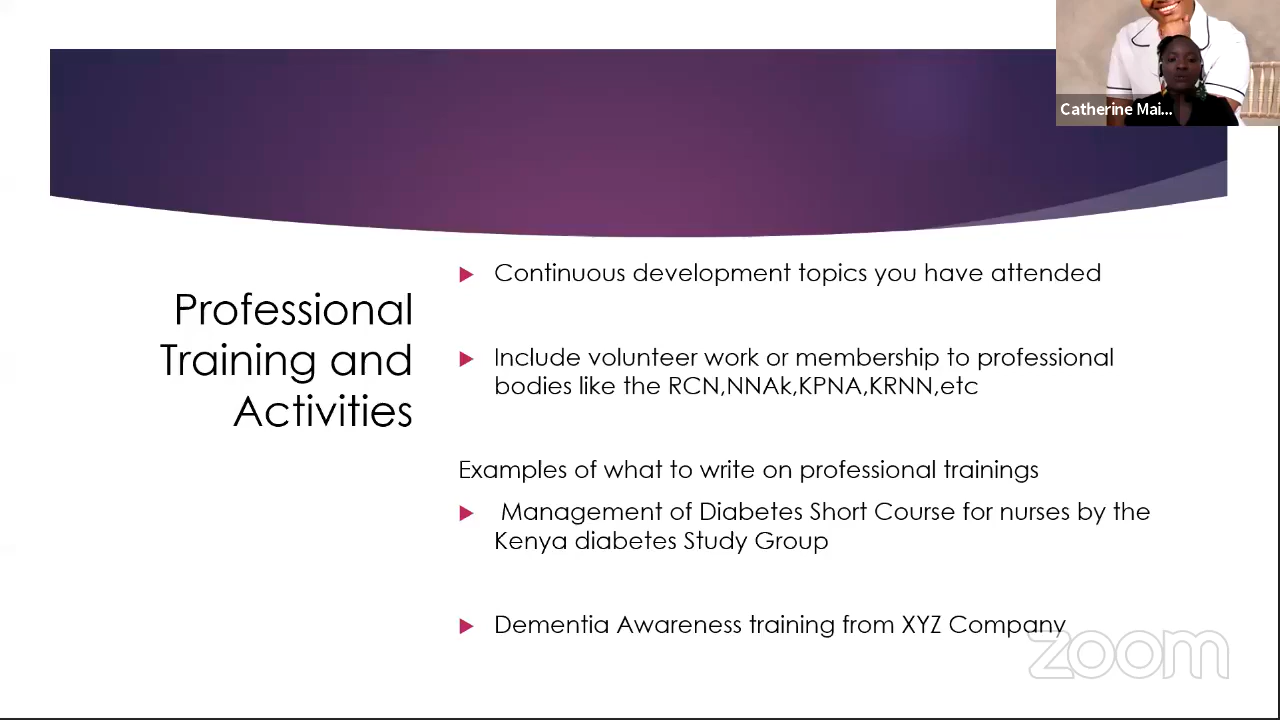 Catherine Mai...
Professional
Training and
Activities
Continuous development topics you have attended
Include volunteer work or membership to professional
bodies like the RCN,NNAk,KPNA,KRNN,etc
Examples of what to write on professional trainings
Management of Diabetes Short Course for nurses by the
Kenya diabetes Study Group
Dementia Awareness training from XYZ Company
zoom